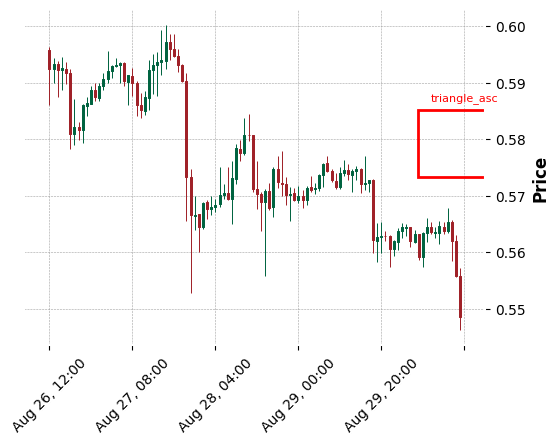 0.60
0.59
triangle_asc
0.58
0.57
0.56
0.55
Price
Aug 26, 12:00
Aug 27, 08:00
Aug 28, 04:00
Aug 29, 00:00
Aug 29, 20:00